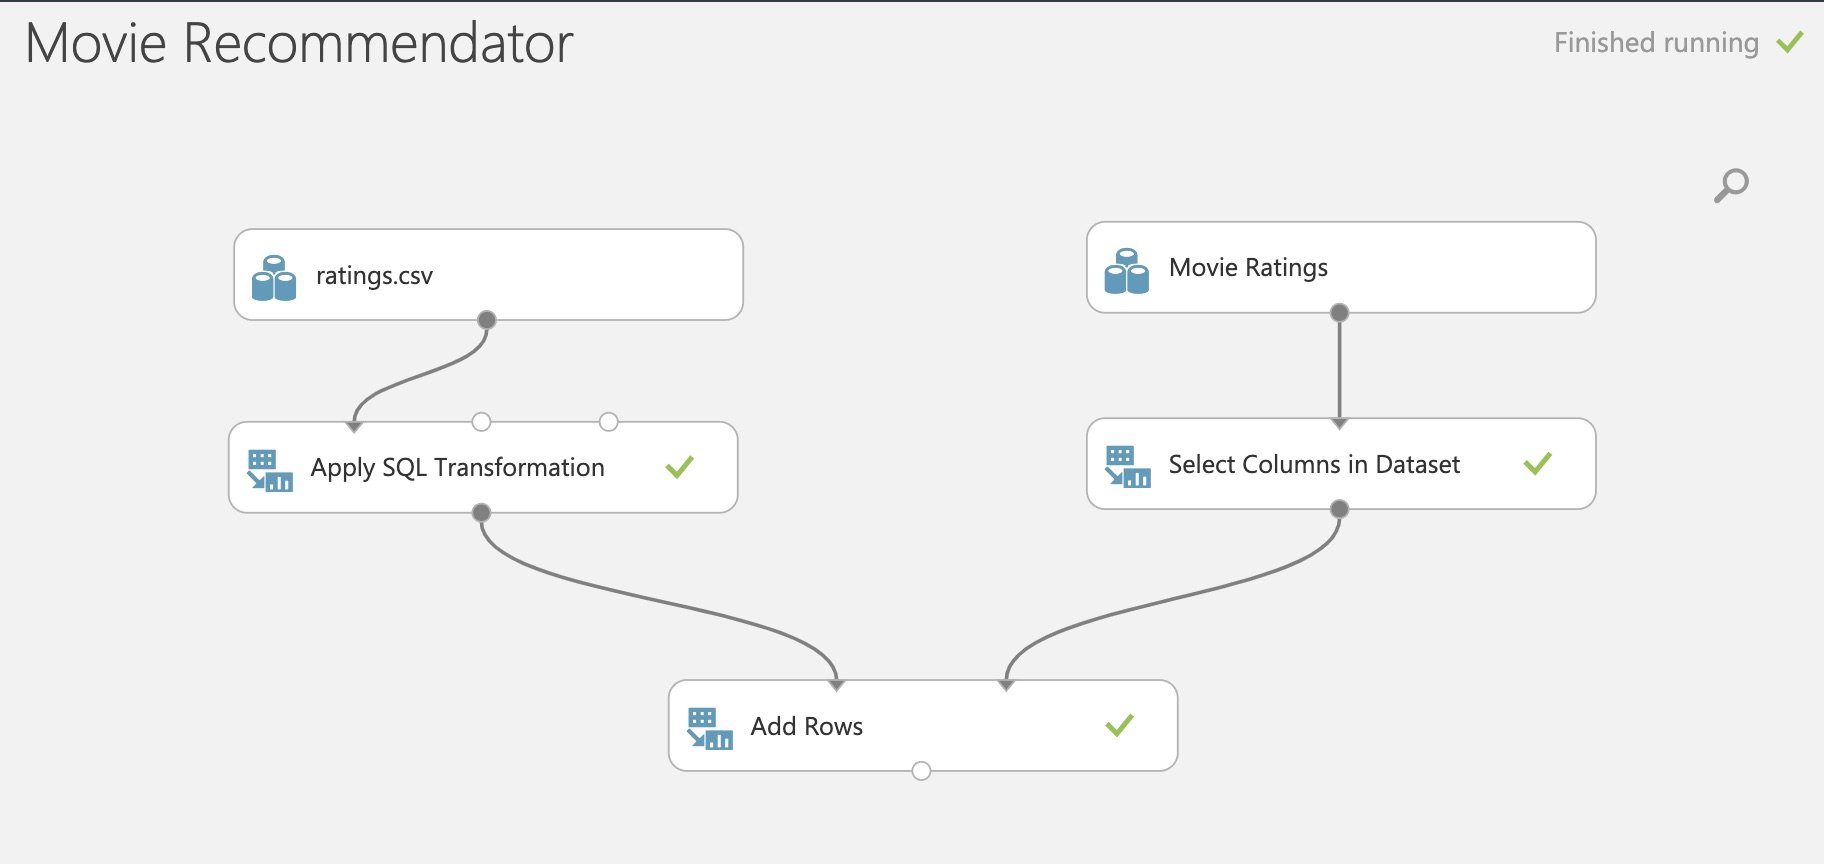 Movie Recommendator
Finished running
ratings.csv
Movie Ratings
Apply SQL Transformation
Select Columns in Dataset
Add Rows